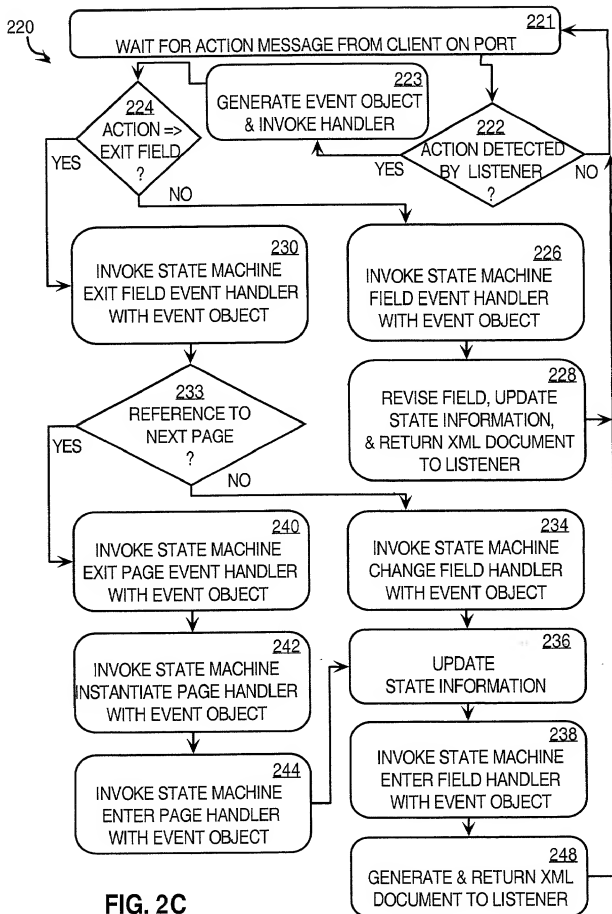 220
221
WAIT FOR ACTION MESSAGE FROM CLIENT ON PORT
223
GENERATE EVENT OBJECT
& INVOKE HANDLER
224
ACTION =>
EXIT FIELD
?
YES
NO
222
ACTION DETECTED
BY LISTENER
?
YES
NO
230
INVOKE STATE MACHINE
EXIT FIELD EVENT HANDLER
WITH EVENT OBJECT
226
INVOKE STATE MACHINE
FIELD EVENT HANDLER
WITH EVENT OBJECT
228
REVISE FIELD, UPDATE
STATE INFORMATION,
& RETURN XML DOCUMENT
TO LISTENER
233
REFERENCE TO
NEXT PAGE
?
YES
NO
240
INVOKE STATE MACHINE
EXIT PAGE EVENT HANDLER
WITH EVENT OBJECT
234
INVOKE STATE MACHINE
CHANGE FIELD HANDLER
WITH EVENT OBJECT
242
INVOKE STATE MACHINE
INSTANTIATE PAGE HANDLER
WITH EVENT OBJECT
236
UPDATE
STATE INFORMATION
244
INVOKE STATE MACHINE
ENTER PAGE HANDLER
WITH EVENT OBJECT
238
INVOKE STATE MACHINE
ENTER FIELD HANDLER
WITH EVENT OBJECT
248
GENERATE & RETURN XML
DOCUMENT TO LISTENER
FIG. 2C